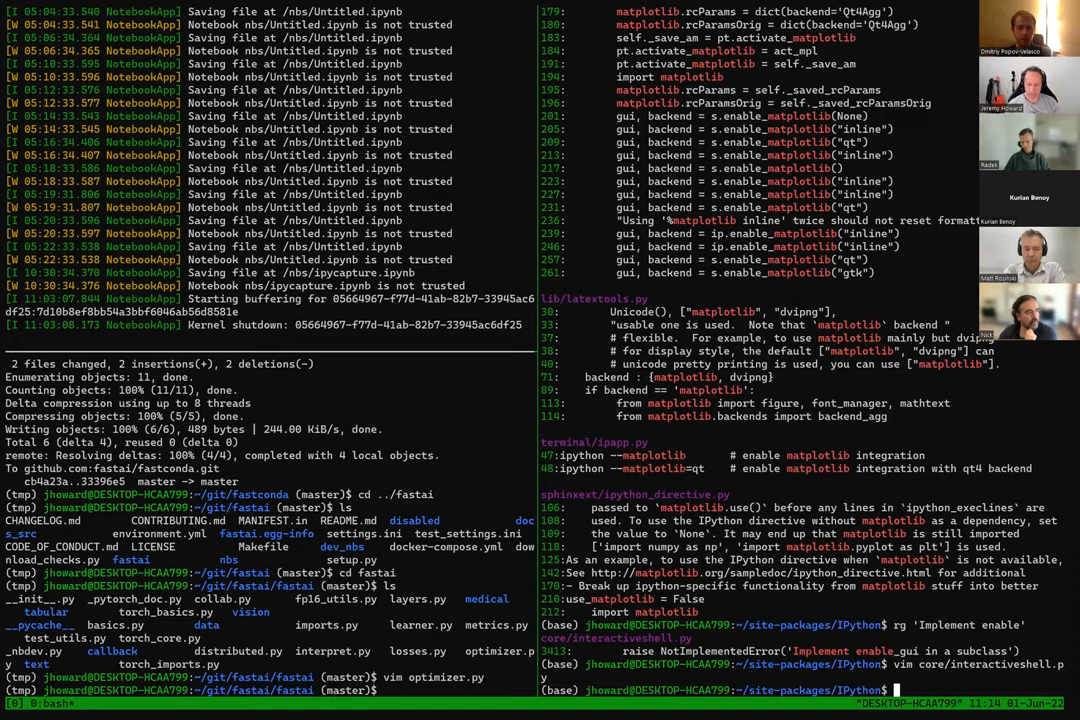 [I 05:04:33.540 NotebookApp] Saving file at /nbs/Untitled.ipynb
[W 05:04:33.541 NotebookApp] Notebook nbs/Untitled.ipynb is not trusted
[I 05:06:34.364 NotebookApp] Saving file at /nbs/Untitled.ipynb
[W 05:06:34.365 NotebookApp] Notebook nbs/Untitled.ipynb is not trusted
[I 05:10:33.595 NotebookApp] Saving file at /nbs/Untitled.ipynb
[W 05:10:33.596 NotebookApp] Notebook nbs/Untitled.ipynb is not trusted
[I 05:12:33.576 NotebookApp] Saving file at /nbs/Untitled.ipynb
[W 05:12:33.577 NotebookApp] Notebook nbs/Untitled.ipynb is not trusted
[I 05:14:33.543 NotebookApp] Saving file at /nbs/Untitled.ipynb
[W 05:14:33.545 NotebookApp] Notebook nbs/Untitled.ipynb is not trusted
[I 05:16:34.406 NotebookApp] Saving file at /nbs/Untitled.ipynb
[W 05:16:34.407 NotebookApp] Notebook nbs/Untitled.ipynb is not trusted
[I 05:18:33.586 NotebookApp] Saving file at /nbs/Untitled.ipynb
[W 05:18:33.587 NotebookApp] Notebook nbs/Untitled.ipynb is not trusted
[I 05:19:31.806 NotebookApp] Saving file at /nbs/Untitled.ipynb
[W 05:19:31.807 NotebookApp] Notebook nbs/Untitled.ipynb is not trusted
[I 05:20:33.596 NotebookApp] Saving file at /nbs/Untitled.ipynb
[W 05:20:33.597 NotebookApp] Notebook nbs/Untitled.ipynb is not trusted
[I 05:22:33.538 NotebookApp] Saving file at /nbs/Untitled.ipynb
[W 05:22:33.538 NotebookApp] Notebook nbs/Untitled.ipynb is not trusted
[I 10:30:34.370 NotebookApp] Saving file at /nbs/ipycapture.ipynb
[W 10:30:34.376 NotebookApp] Notebook nbs/ipycapture.ipynb is not trusted
[I 11:03:07.844 NotebookApp] Starting buffering for 05664967-f77d-41ab-82b7-33945ac6
df25:7d10b8ef8bb54a3bbf6046ab56d8581e
[I 11:03:08.173 NotebookApp] Kernel shutdown: 05664967-f77d-41ab-82b7-33945ac6df25
2 files changed, 2 insertions(+), 2 deletions(-)
Enumerating objects: 11, done.
Counting objects: 100% (11/11), done.
Delta compression using up to 8 threads
Compressing objects: 100% (5/5), done.
Writing objects: 100% (6/6), 489 bytes | 244.00 KiB/s, done.
Total 6 (delta 4), reused 0 (delta 0)
remote: Resolving deltas: 100% (4/4), completed with 4 local objects.
To github.com:fastai/fastconda.git
cb4a23a..33396e5  master -> master
(tmp) jhoward@DESKTOP-HCAA799:~/git/fastconda (master)$ cd ../fastai
(tmp) jhoward@DESKTOP-HCAA799:~/git/fastai (master)$ ls
CHANGELOG.md CONTRIBUTING.md MANIFEST.in README.md disabled doc
s_src environment.yml fastai.egg-info settings.ini test_settings.ini
CODE_OF_CONDUCT.md LICENSE Makefile dev_nbs docker-compose.yml dow
nload_checks.py fastai nbs setup.py
(tmp) jhoward@DESKTOP-HCAA799:~/git/fastai (master)$ cd fastai
(tmp) jhoward@DESKTOP-HCAA799:~/git/fastai/fastai (master)$ ls
__init__.py _pytorch_doc.py collab.py fp16_utils.py layers.py medical
tabular torch_basics.py vision
__pycache__ basics.py data imports.py learner.py metrics.py
test_utils.py torch_core.py
_nbdev.py callback distributed.py interpret.py losses.py optimizer.p
y text torch_imports.py
(tmp) jhoward@DESKTOP-HCAA799:~/git/fastai/fastai (master)$ vim optimizer.py
(tmp) jhoward@DESKTOP-HCAA799:~/git/fastai/fastai (master)$
179: matplotlib.rcParams = dict(backend='Qt4Agg')
180: matplotlib.rcParamsOrig = dict(backend='Qt4Agg')
183: self._save_am = pt.activate_matplotlib
184: pt.activate_matplotlib = act_mpl
191: pt.activate_matplotlib = self._save_am
194: import matplotlib
195: matplotlib.rcParams = self._saved_rcParams
196: matplotlib.rcParamsOrig = self._saved_rcParamsOrig
201: gui, backend = s.enable_matplotlib(None)
205: gui, backend = s.enable_matplotlib("inline")
209: gui, backend = s.enable_matplotlib("qt")
213: gui, backend = s.enable_matplotlib("inline")
217: gui, backend = s.enable_matplotlib()
223: gui, backend = s.enable_matplotlib("inline")
227: gui, backend = s.enable_matplotlib("inline")
231: gui, backend = s.enable_matplotlib("qt")
236: "Using '%matplotlib inline' twice should not reset formatt
239: gui, backend = ip.enable_matplotlib("inline")
246: gui, backend = ip.enable_matplotlib("inline")
257: gui, backend = s.enable_matplotlib("qt")
261: gui, backend = s.enable_matplotlib("gtk")
lib/latextools.py
30: Unicode(), ["matplotlib", "dvipng"],
33: "usable one is used.  Note that `matplotlib` backend "
37: # flexible.  For example, to use matplotlib mainly but dvipng
38: # for display style, the default ["matplotlib", "dvipng"] can
40: # unicode pretty printing is used, you can use ["matplotlib"].
71: backend : {matplotlib, dvipng}
89: if backend == 'matplotlib':
113: from matplotlib import figure, font_manager, mathtext
114: from matplotlib.backends import backend_agg
terminal/ipapp.py
47:ipython --matplotlib # enable matplotlib integration
48:ipython --matplotlib=qt # enable matplotlib integration with qt4 backend
sphinxext/ipython_directive.py
106: passed to `matplotlib.use()` before any lines in `ipython_execlines` are
108: used. To use the IPython directive without matplotlib as a dependency, set
109: the value to `None`. It may end up that matplotlib is still imported
118: ['import numpy as np', 'import matplotlib.pyplot as plt'] is used.
125:As an example, to use the IPython directive when `matplotlib` is not available,
142:See http://matplotlib.org/sampledoc/ipython_directive.html for additional
170:- Break up ipython-specific functionality from matplotlib stuff into better
210:use_matplotlib = False
212: import matplotlib
(base) jhoward@DESKTOP-HCAA799:~/site-packages/IPython$ rg 'Implement enable'
core/interactiveshell.py
3413: raise NotImplementedError('Implement enable_gui in a subclass')
(base) jhoward@DESKTOP-HCAA799:~/site-packages/IPython$ vim core/interactiveshell.p
y
(base) jhoward@DESKTOP-HCAA799:~/site-packages/IPython$
[0] 0:bash* "DESKTOP-HCAA799" 11:14 01-Jun-22
Dmitriy Popov-Velasco
Jeremy Howard
Radek
Kurian Benoy
Kurian Benoy
Matt Rosinski
Nick